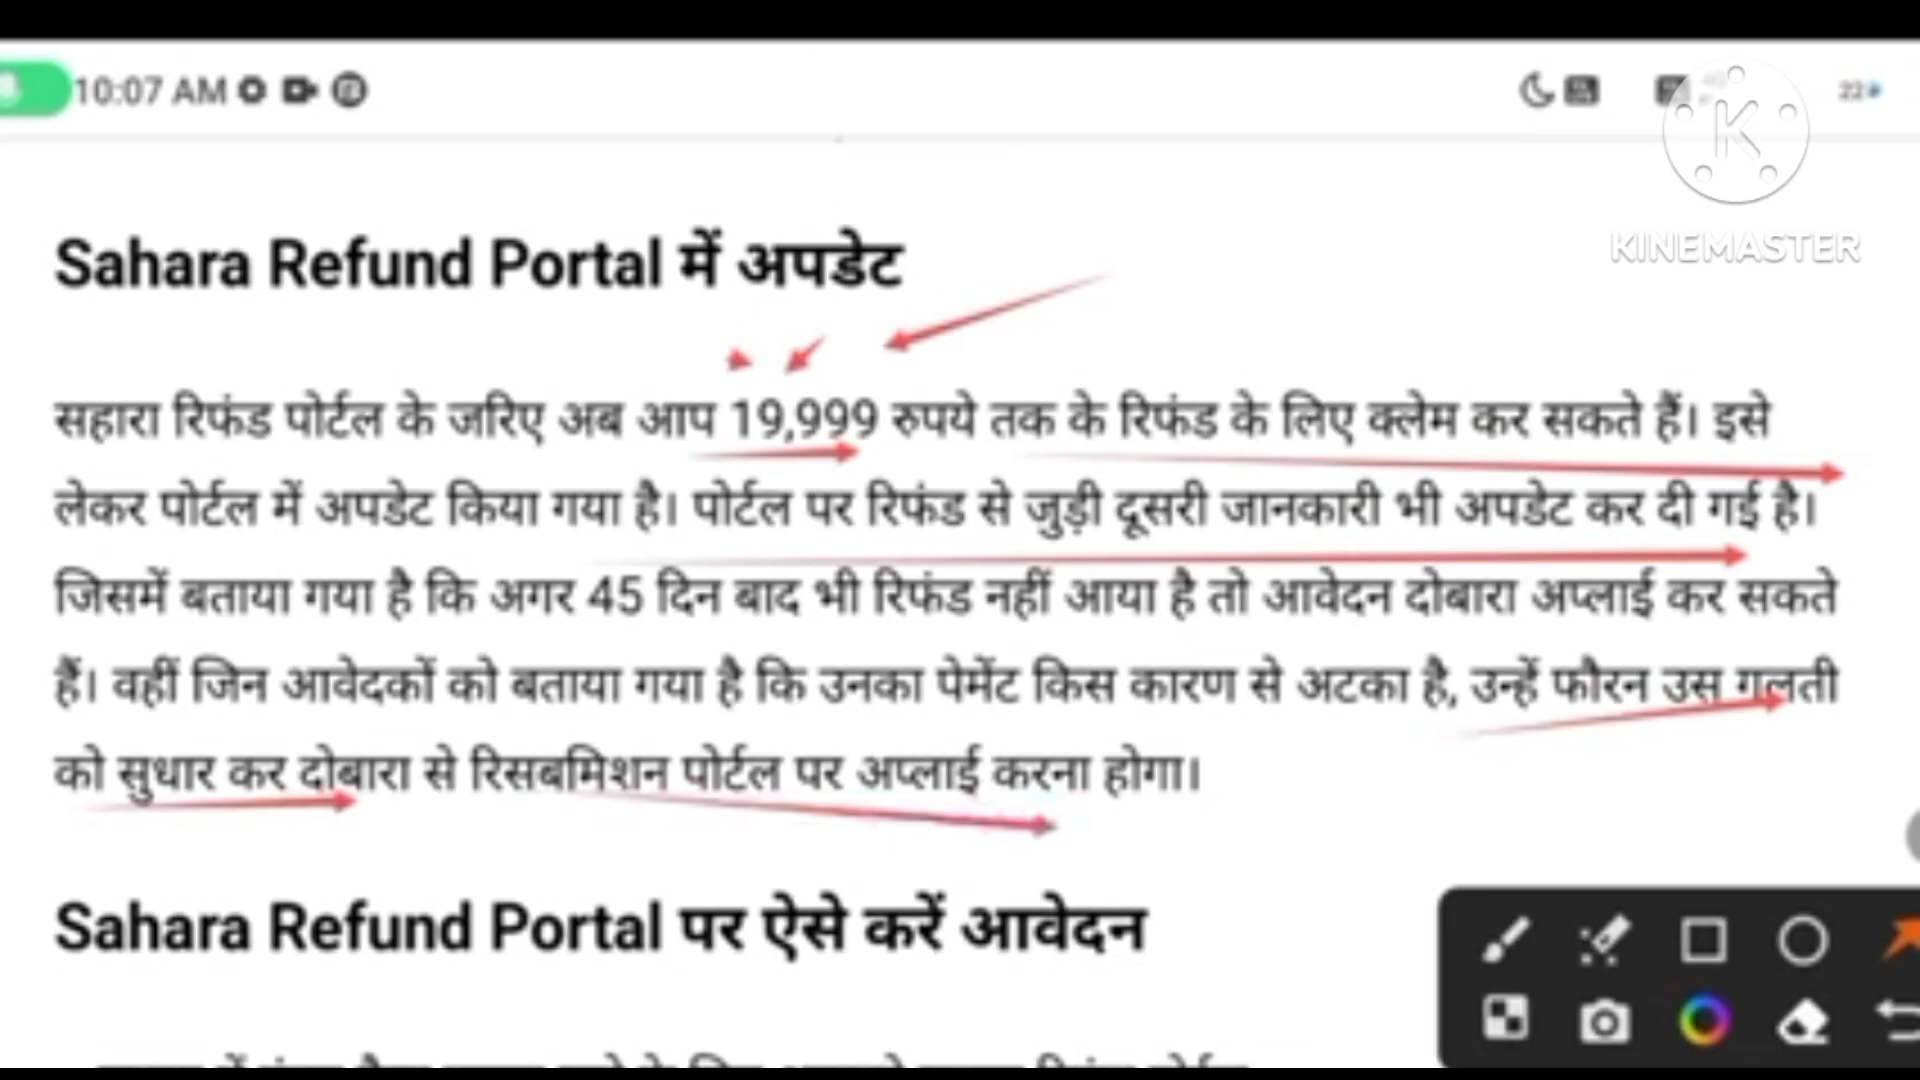 10:07 AM
22
KINEMASTER
Sahara Refund Portal में अपडेट
सहारा रिफंड पोर्टल के जरिए अब आप 19,999 रुपये तक के रिफंड के लिए क्लेम कर सकते हैं। इसे
लेकर पोर्टल में अपडेट किया गया है। पोर्टल पर रिफंड से जुड़ी दूसरी जानकारी भी अपडेट कर दी गई है।
जिसमें बताया गया है कि अगर 45 दिन बाद भी रिफंड नहीं आया है तो आवेदन दोबारा अप्लाई कर सकते
हैं। वहीं जिन आवेदकों को बताया गया है कि उनका पेमेंट किस कारण से अटका है, उन्हें फौरन उस गलती
को सुधार कर दोबारा से रिसबमिशन पोर्टल पर अप्लाई करना होगा।
Sahara Refund Portal पर ऐसे करें आवेदन